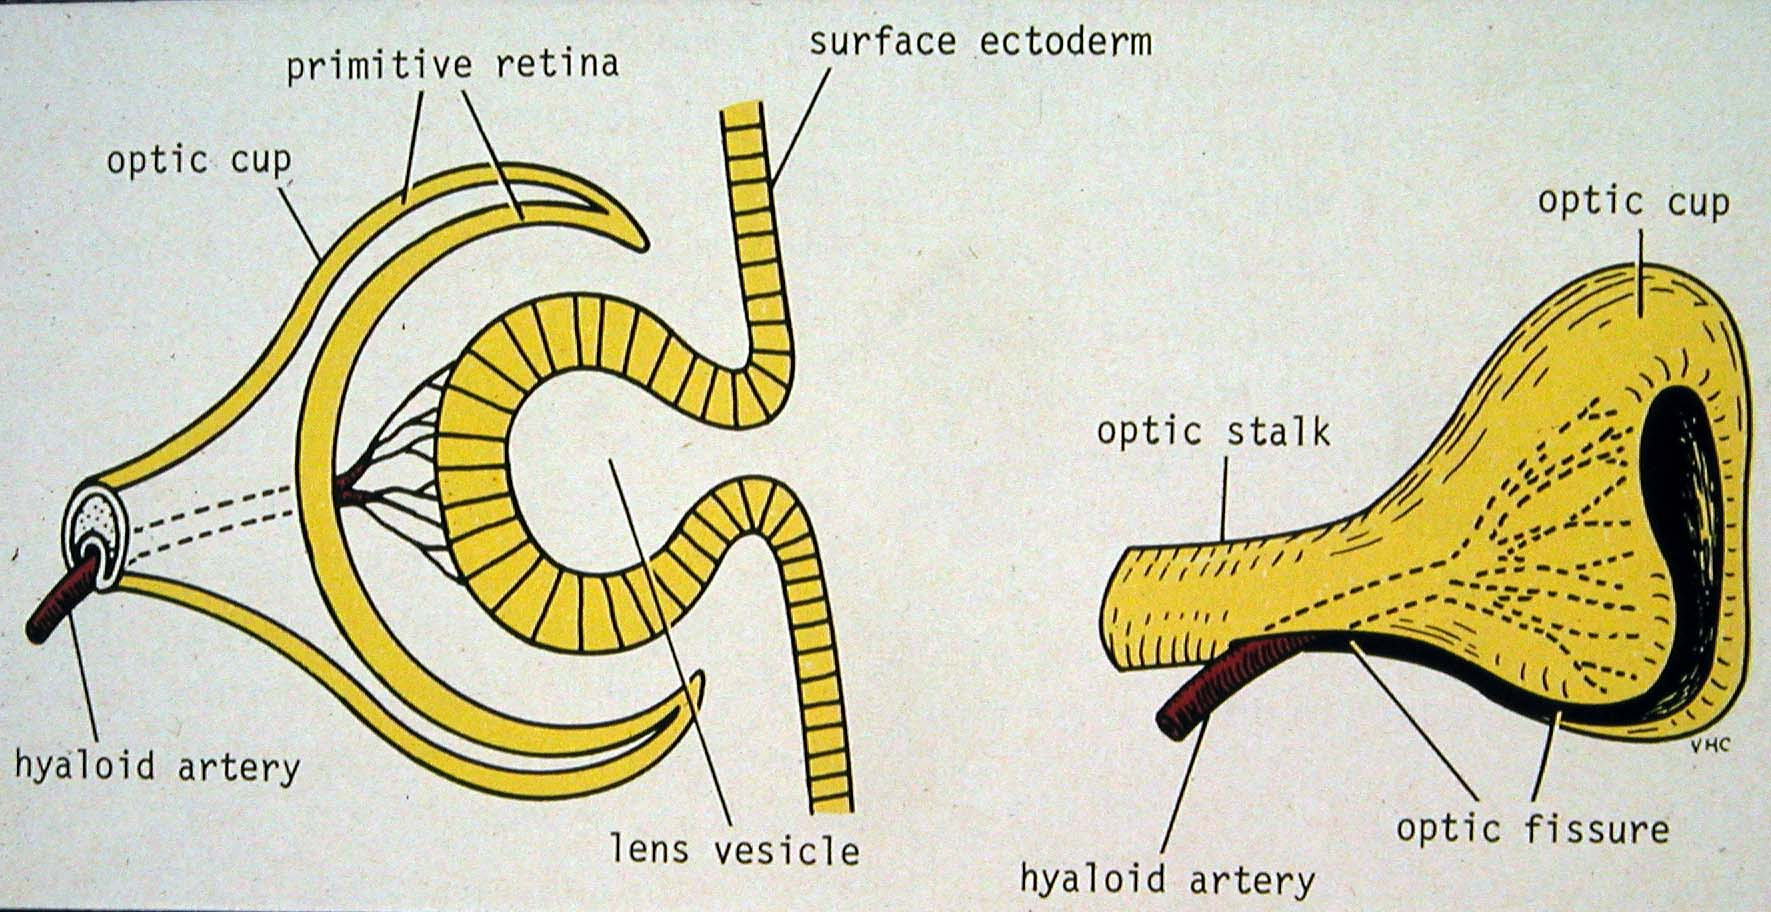 surface ectoderm
primitive retina
optic cup
optic cup
optic stalk
hyaloid artery
lens vesicle
optic fissure
hyaloid artery
VHC